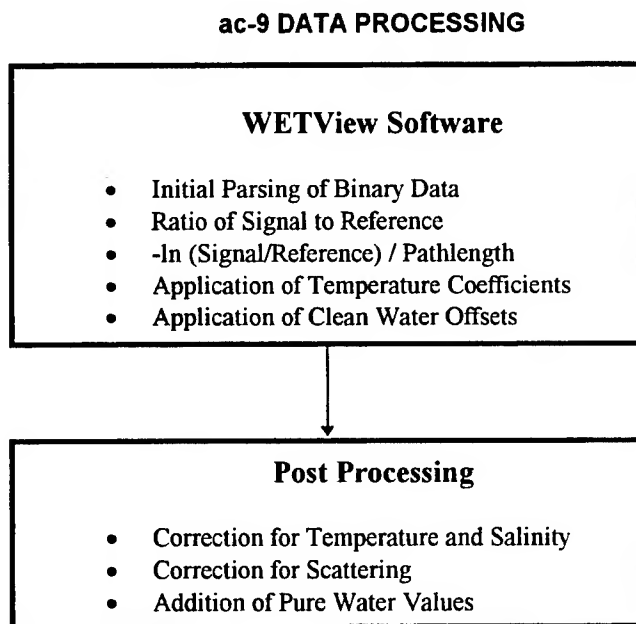 ac-9 DATA PROCESSING
WETView Software
• Initial Parsing of Binary Data
• Ratio of Signal to Reference
• -ln (Signal/Reference) / Pathlength
• Application of Temperature Coefficients
• Application of Clean Water Offsets
Post Processing
• Correction for Temperature and Salinity
• Correction for Scattering
• Addition of Pure Water Values